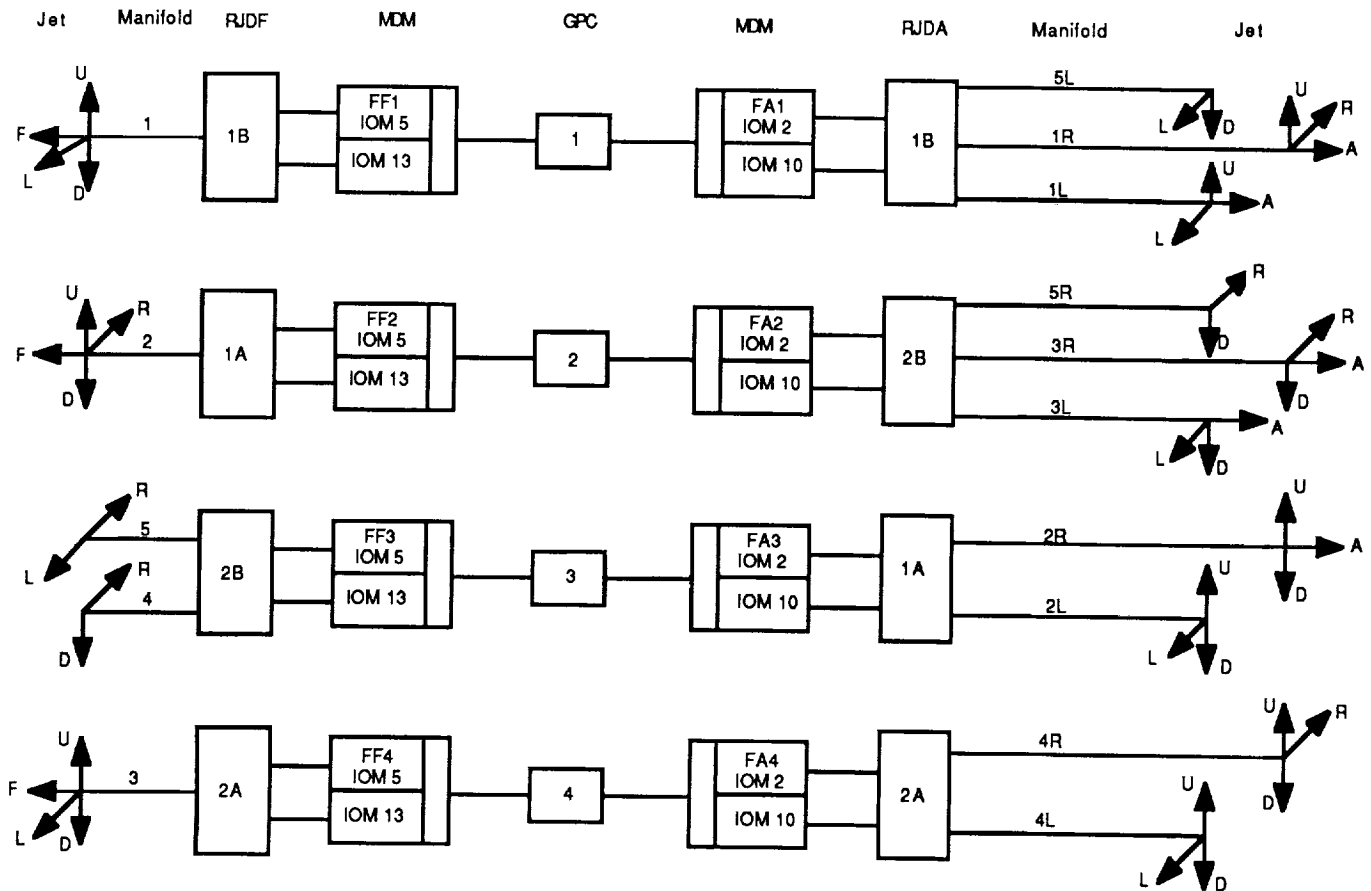 Jet Manifold RJDF MDM GPC MDM RJDA Manifold Jet
U 5L U R
FF1 FA1
F 1 1B IOM 5 1 IOM 2 1B L D
1R
IOM 13 IOM 10 A
L D U
1L A
L
U R 5R R
FF2 FA2 R
2 IOM 5 IOM 2 D
F 1A 2 2B 3R A
IOM 13 IOM 10
D D
3L A
L D
R U
5 FF3 FA3 2R
IOM 5 IOM 2 A
L R 2B 3 1A U
4 IOM 13 IOM 10 D
2L
D L D
U U R
FF4 FA4 4R
3 IOM 5 IOM 2
F 2A 4 2A U D
IOM 13 IOM 10
L D 4L
L D